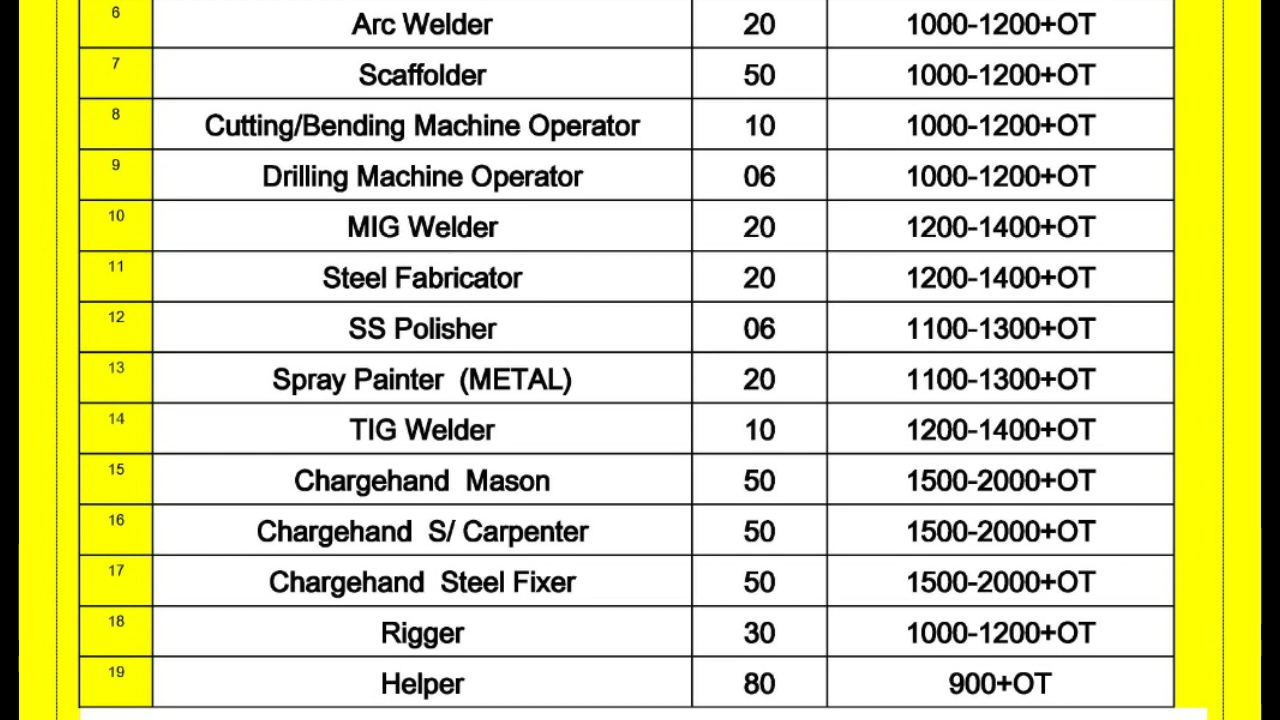 6 Arc Welder 20 1000-1200+OT
7 Scaffolder 50 1000-1200+OT
8 Cutting/Bending Machine Operator 10 1000-1200+OT
9 Drilling Machine Operator 06 1000-1200+OT
10 MIG Welder 20 1200-1400+OT
11 Steel Fabricator 20 1200-1400+OT
12 SS Polisher 06 1100-1300+OT
13 Spray Painter (METAL) 20 1100-1300+OT
14 TIG Welder 10 1200-1400+OT
15 Chargehand Mason 50 1500-2000+OT
16 Chargehand S/ Carpenter 50 1500-2000+OT
17 Chargehand Steel Fixer 50 1500-2000+OT
18 Rigger 30 1000-1200+OT
19 Helper 80 900+OT